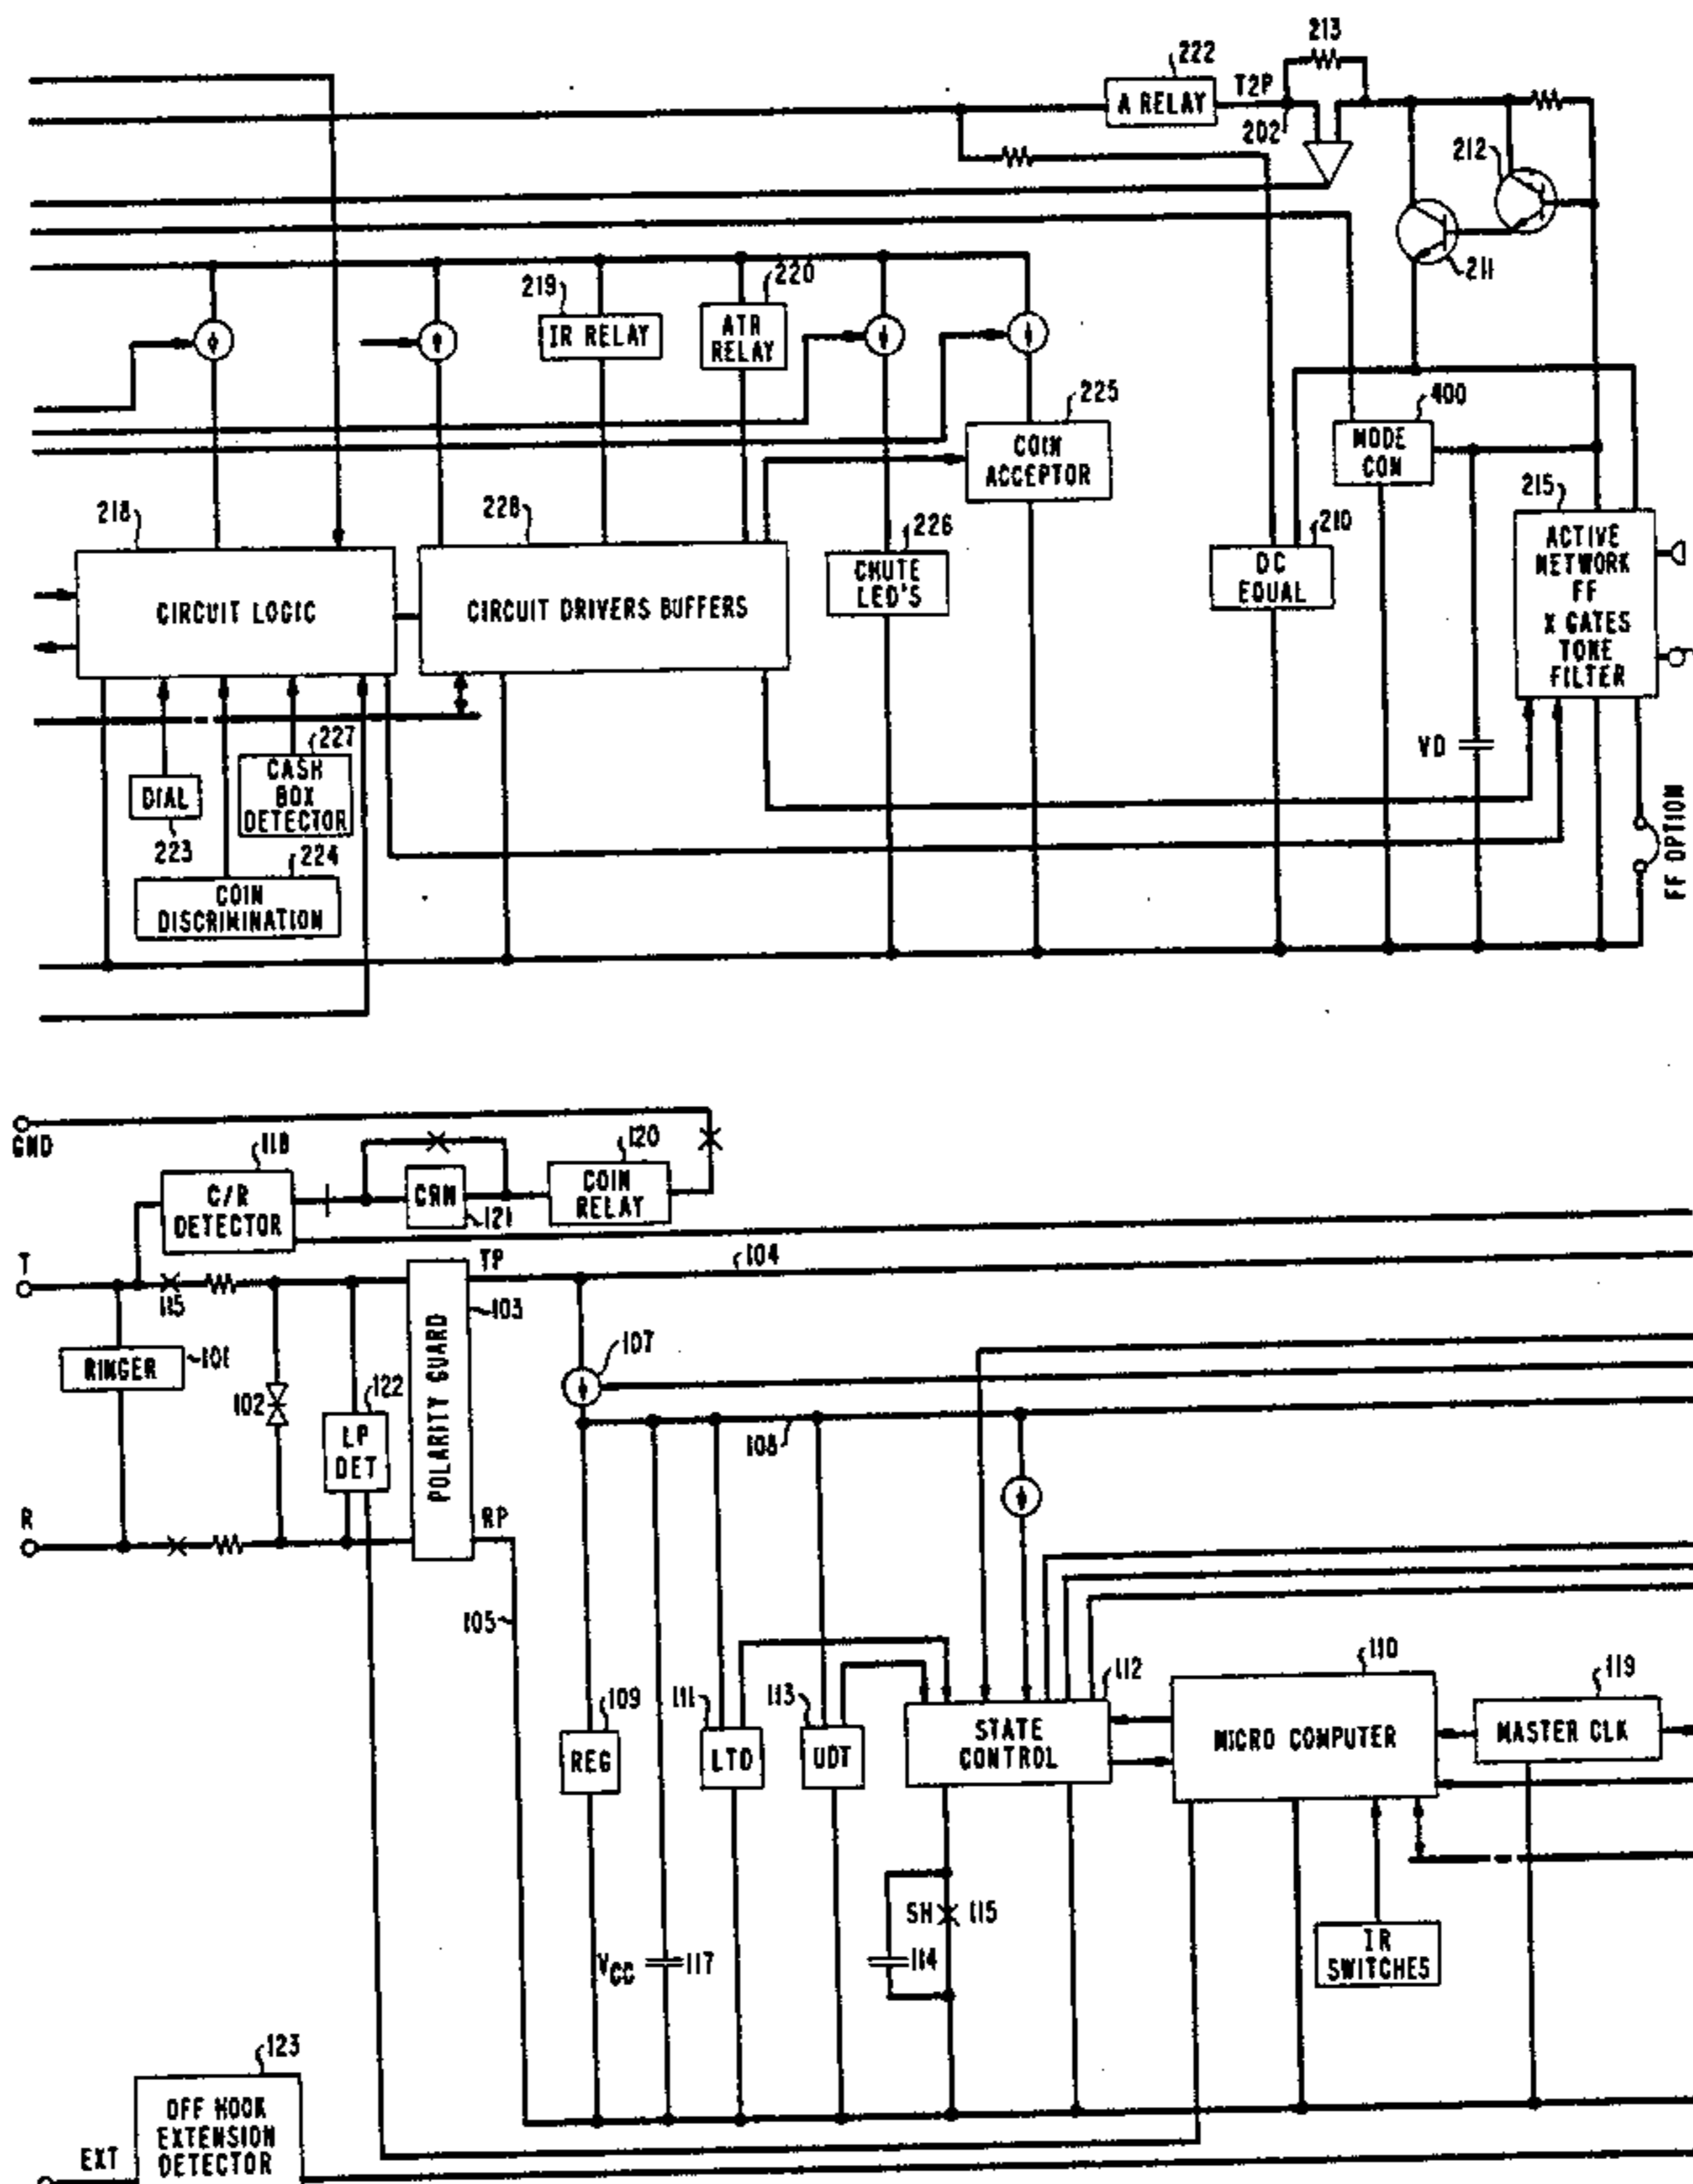 213
222
A RELAY
T2P
202
212
211
219
220
IR RELAY
ATR
RELAY
225
400
COIN
ACCEPTOR
MODE
CON
218
228
226
210
215
CIRCUIT LOGIC
CIRCUIT DRIVERS BUFFERS
CHUTE
LED'S
DC
EQUAL
ACTIVE
NETWORK
FF
X GATES
TONE
FILTER
227
CASH
BOX
DETECTOR
DIAL
223
224
COIN
DISCRIMINATION
VD
FF OPTION
GND
118
120
C/R
DETECTOR
CRM
121
COIN
RELAY
T
TP
104
115
103
RINGER
101
107
102
122
LP
DET
POLARITY GUARD
108
R
RP
105
109
111
113
112
110
119
REG
LTD
UDT
STATE
CONTROL
MICRO COMPUTER
MASTER CLK
SH
115
114
VCC
117
IR
SWITCHES
123
OFF HOOK
EXTENSION
DETECTOR
EXT